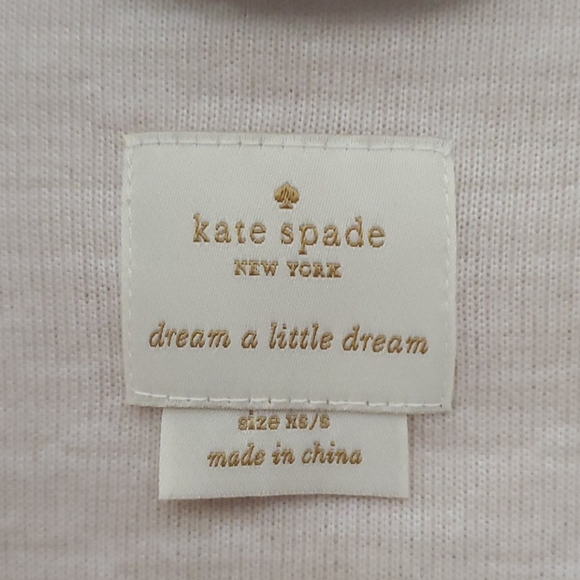 kate spade
NEW YORK
dream a little dream
size xs/s
made in china